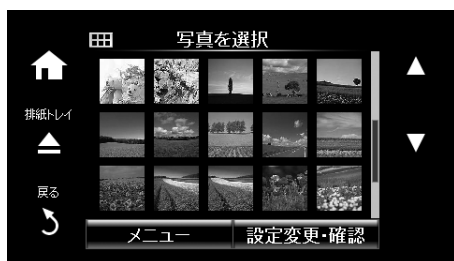 写真を選択
排紙トレイ
戻る
メニュー
設定変更・確認